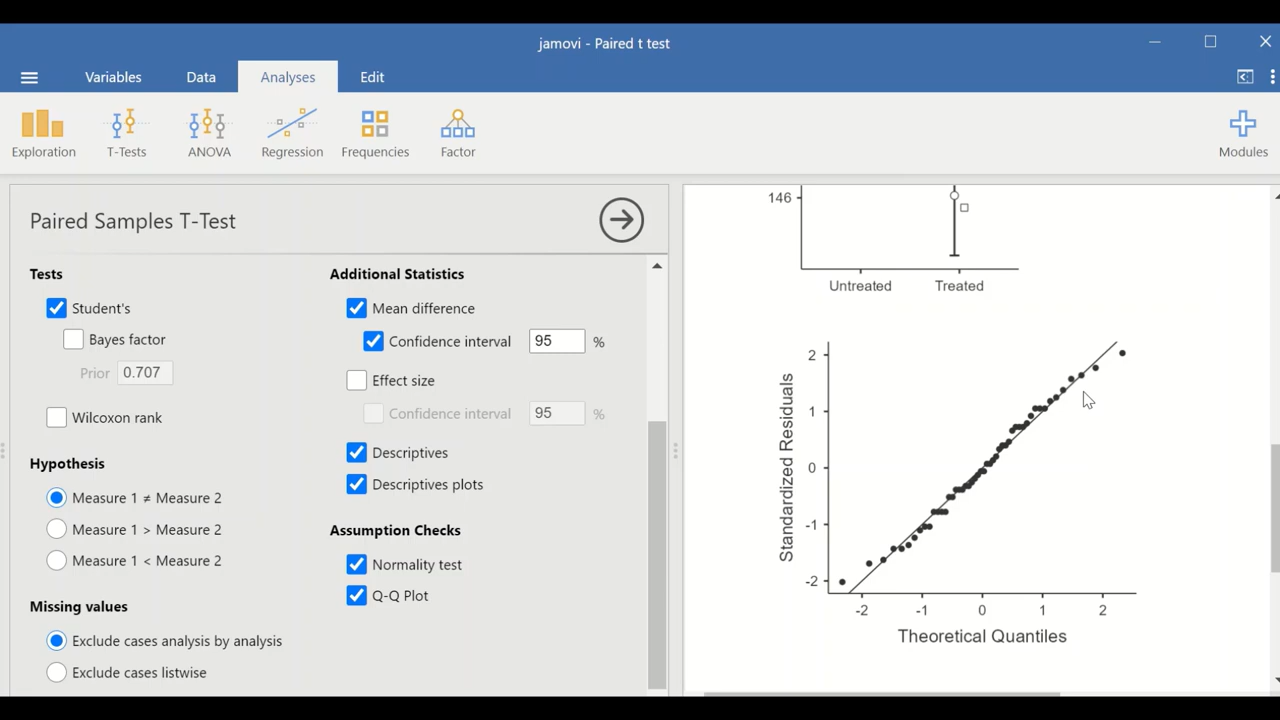 jamovi - Paired t test
Variables
Data
Analyses
Edit
Exploration
T-Tests
ANOVA
Regression
Frequencies
Factor
Modules
Paired Samples T-Test
Tests
Student's
Bayes factor
Prior 0.707
Wilcoxon rank
Hypothesis
Measure 1 ≠ Measure 2
Measure 1 > Measure 2
Measure 1 < Measure 2
Missing values
Exclude cases analysis by analysis
Exclude cases listwise
Additional Statistics
Mean difference
Confidence interval 95 %
Effect size
Confidence interval 95 %
Descriptives
Descriptives plots
Assumption Checks
Normality test
Q-Q Plot
146
Untreated Treated
Standardized Residuals
2
1
0
-1
-2
-2 -1 0 1 2
Theoretical Quantiles